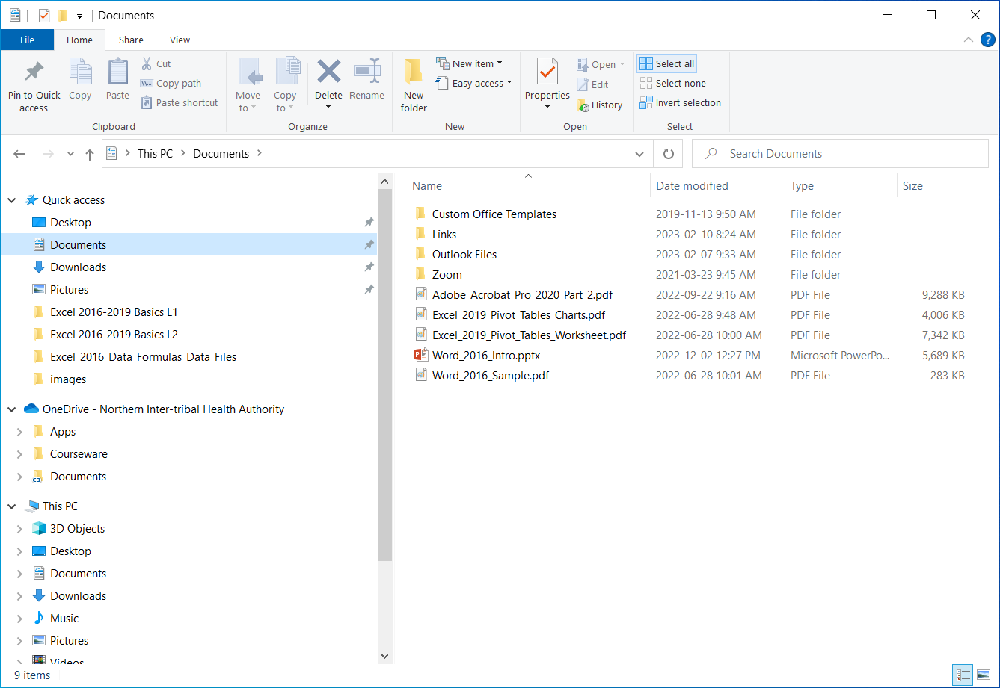 Documents
File Home Share View
Pin to Quick access
Copy
Paste
Cut
Copy path
Paste shortcut
Clipboard
Move to
Copy to
Delete
Rename
Organize
New folder
New item
Easy access
New
Properties
Open
Edit
History
Open
Select all
Select none
Invert selection
Select
This PC > Documents >
Search Documents
Quick access
Desktop
Documents
Downloads
Pictures
Excel 2016-2019 Basics L1
Excel 2016-2019 Basics L2
Excel_2016_Data_Formulas_Data_Files
images
OneDrive - Northern Inter-tribal Health Authority
Apps
Courseware
Documents
This PC
3D Objects
Desktop
Documents
Downloads
Music
Pictures
Videos
Name Date modified Type Size
Custom Office Templates 2019-11-13 9:50 AM File folder
Links 2023-02-10 8:24 AM File folder
Outlook Files 2023-02-07 9:33 AM File folder
Zoom 2021-03-23 9:45 AM File folder
Adobe_Acrobat_Pro_2020_Part_2.pdf 2022-09-22 9:16 AM PDF File 9,288 KB
Excel_2019_Pivot_Tables_Charts.pdf 2022-06-28 9:48 AM PDF File 4,006 KB
Excel_2019_Pivot_Tables_Worksheet.pdf 2022-06-28 10:00 AM PDF File 7,342 KB
Word_2016_Intro.pptx 2022-12-02 12:27 PM Microsoft PowerPo... 5,689 KB
Word_2016_Sample.pdf 2022-06-28 10:01 AM PDF File 283 KB
9 items